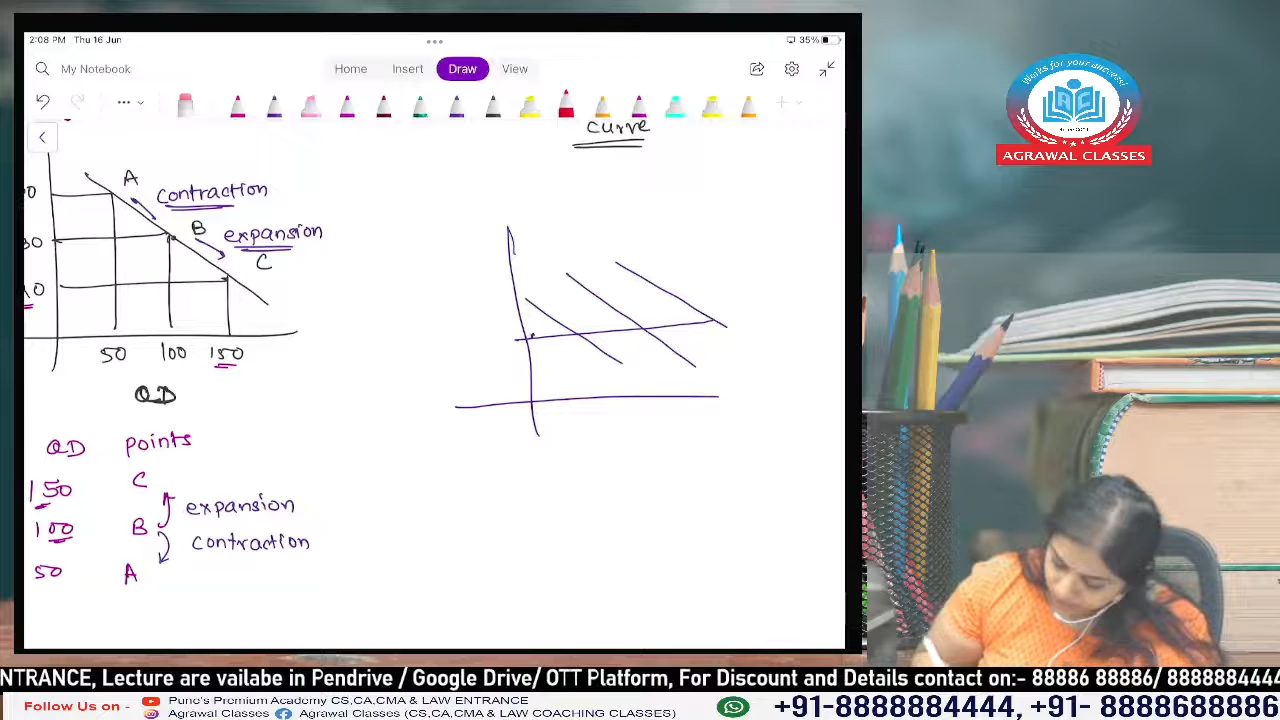 2:08 PM Thu 16 Jun
35%
My Notebook
Home
Insert
Draw
View
curve
A
contraction
B
expansion
C
50
100
150
QD
QD
points
150
C
expansion
100
B
contraction
50
A
Works for your success!
AC
AGRAWAL CLASSES
NTRANCE, Lecture are vailabe in Pendrive / Google Drive/ OTT Platform, For Discount and Details contact on:- 88886 88886/ 8888884444
Follow Us on -
Pune's Premium Academy CS,CA,CMA & LAW ENTRANCE
Agrawal Classes
Agrawal Classes (CS,CA,CMA & LAW COACHING CLASSES)
+91-8888884444, +91- 8888688886